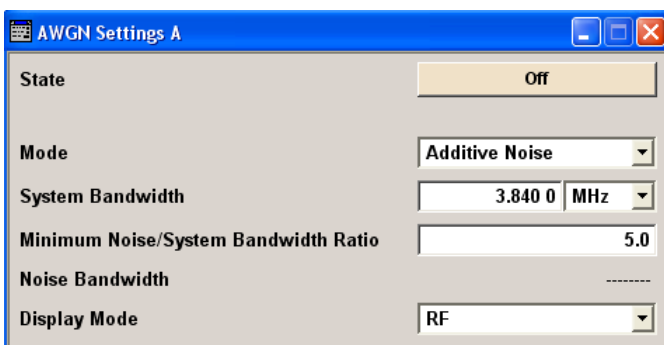 AWGN Settings A
State Off
Mode Additive Noise
System Bandwidth 3.840 0 MHz
Minimum Noise/System Bandwidth Ratio 5.0
Noise Bandwidth --------
Display Mode RF